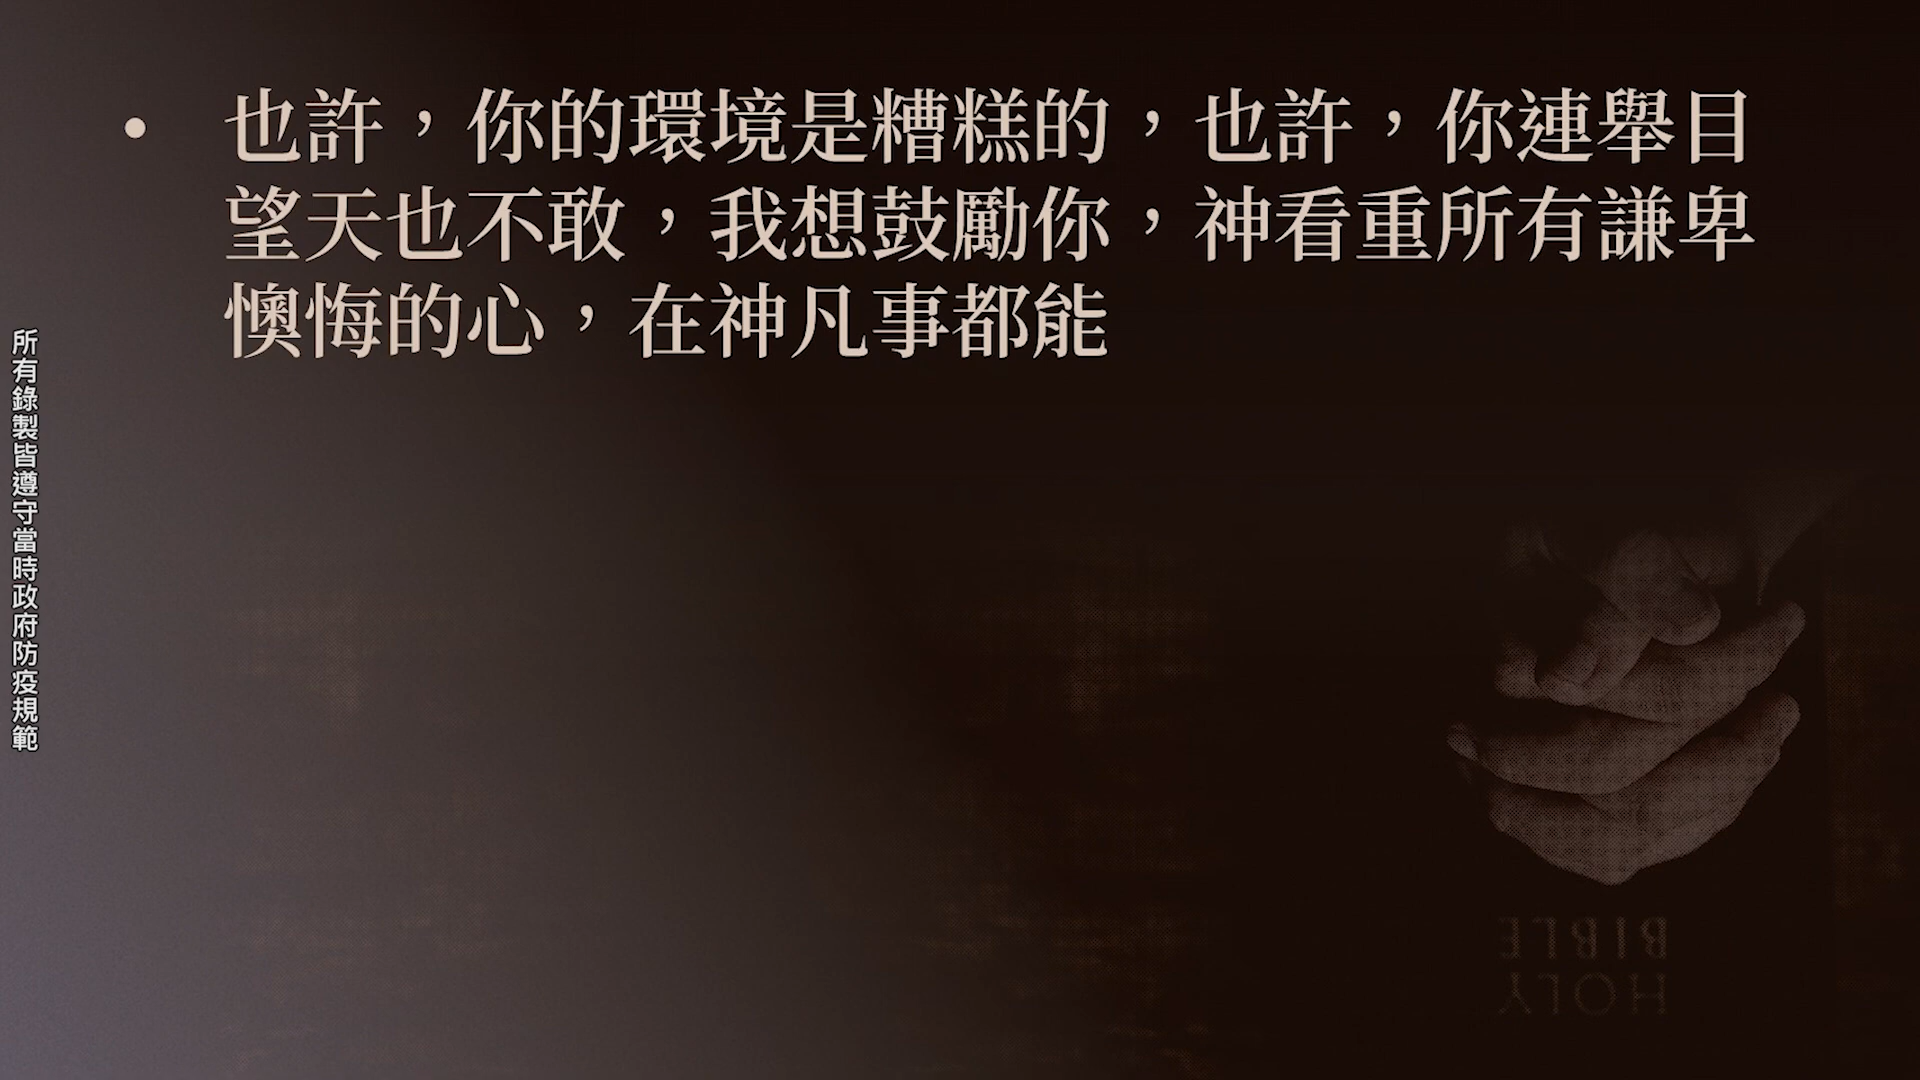 • 也許，你的環境是糟糕的，也許，你連舉目
望天也不敢，我想鼓勵你，神看重所有謙卑
懊悔的心，在神凡事都能
所有錄製皆遵守當時政府防疫規範
HOLY
BIBLE